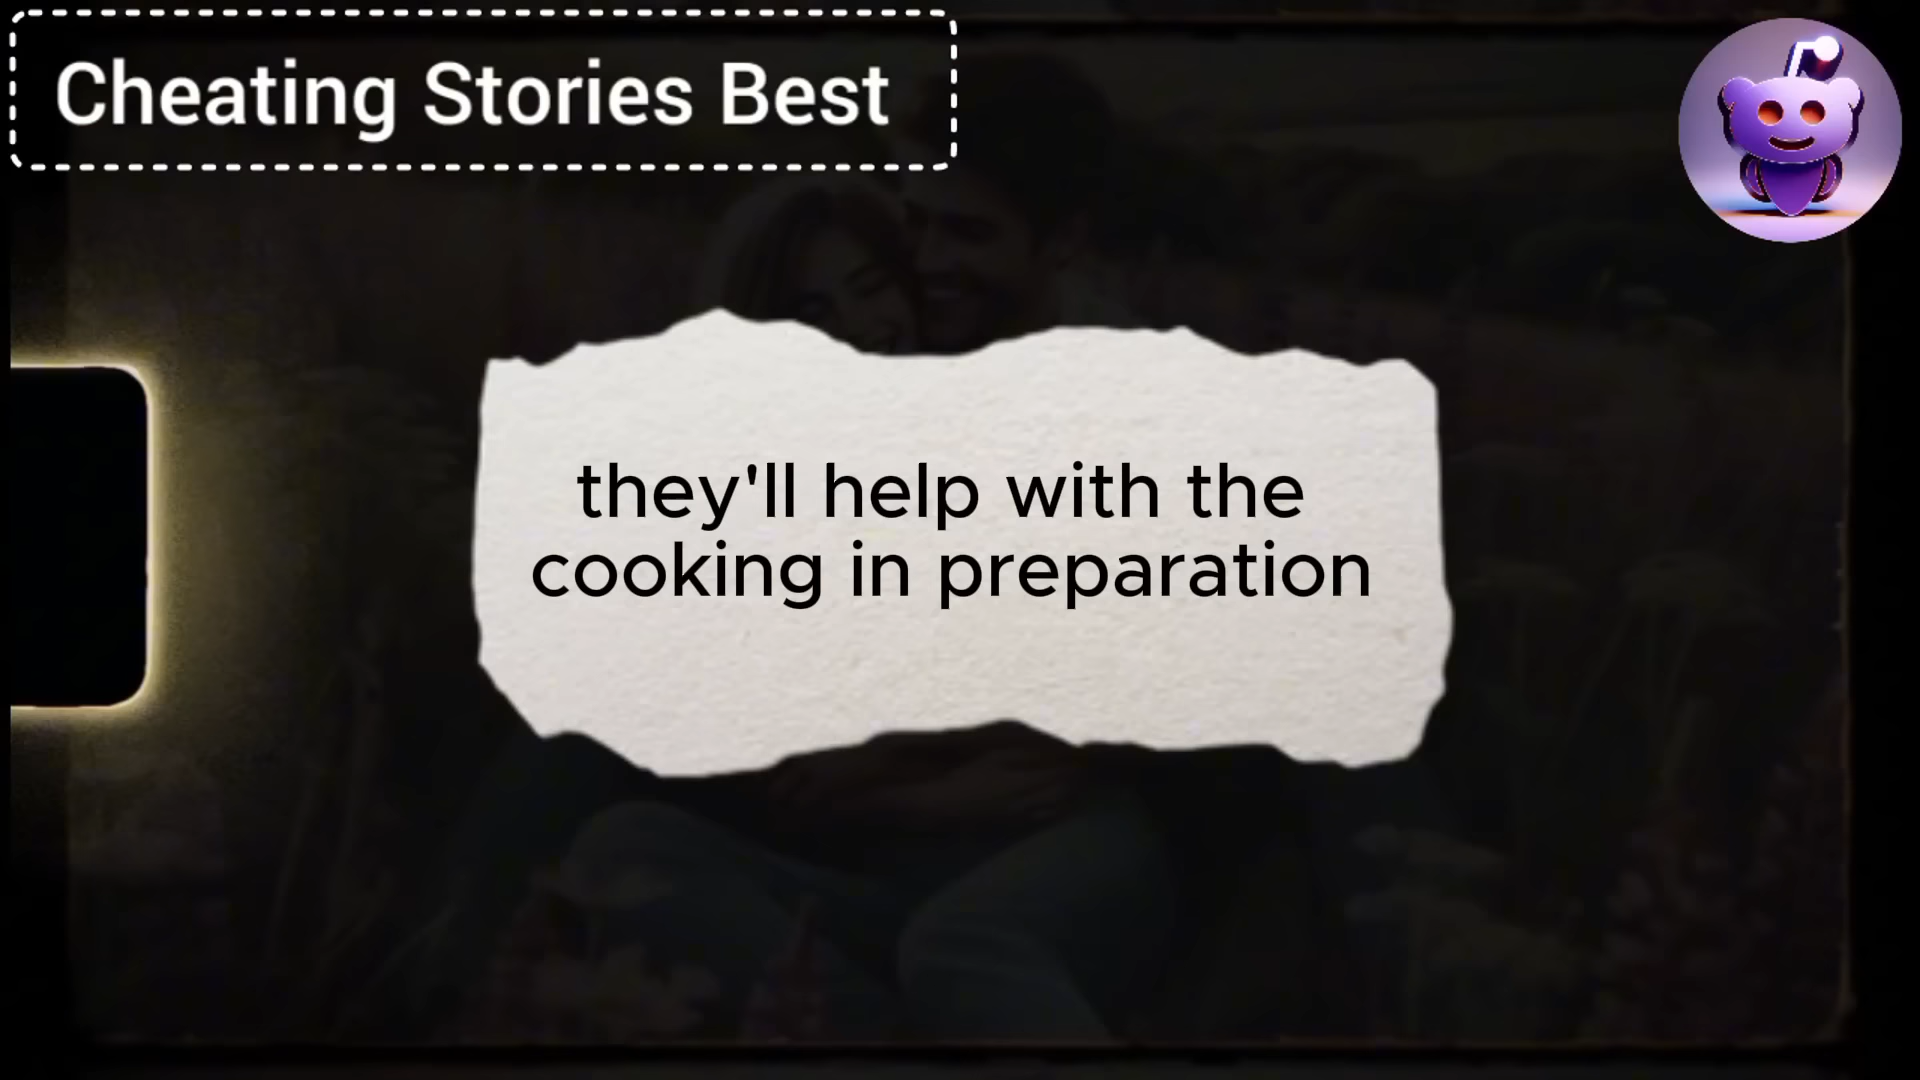 Cheating Stories Best
they'll help with the
cooking in preparation